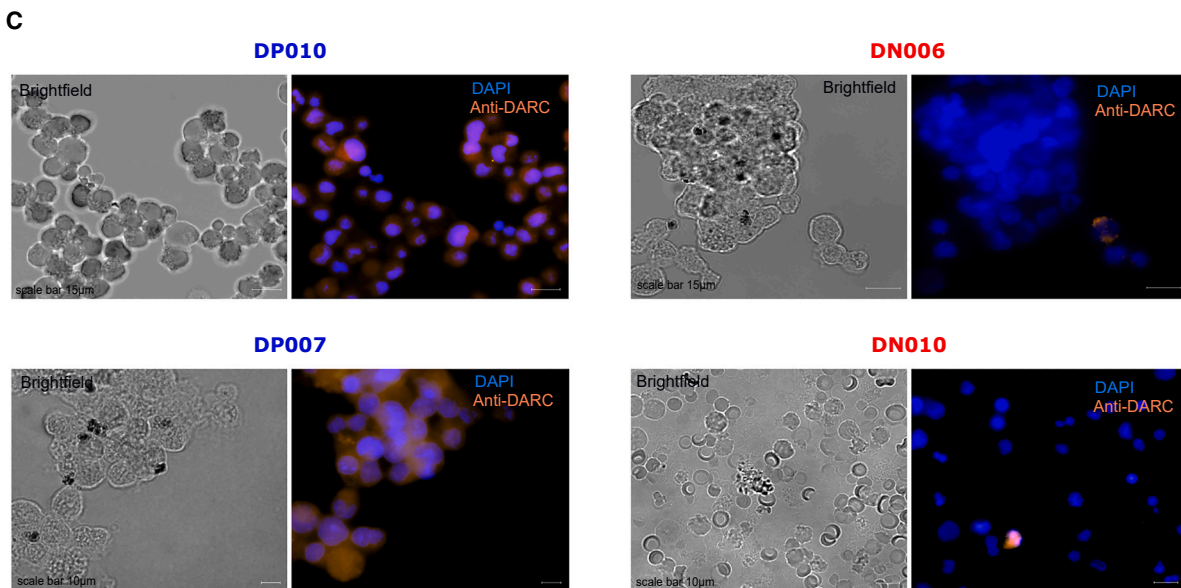 C
DP010
DN006
Brightfield
DAPI
Anti-DARC
scale bar 15µm
Brightfield
DAPI
Anti-DARC
scale bar 15µm
DP007
DN010
Brightfield
DAPI
Anti-DARC
scale bar 10µm
Brightfield
DAPI
Anti-DARC
scale bar 10µm